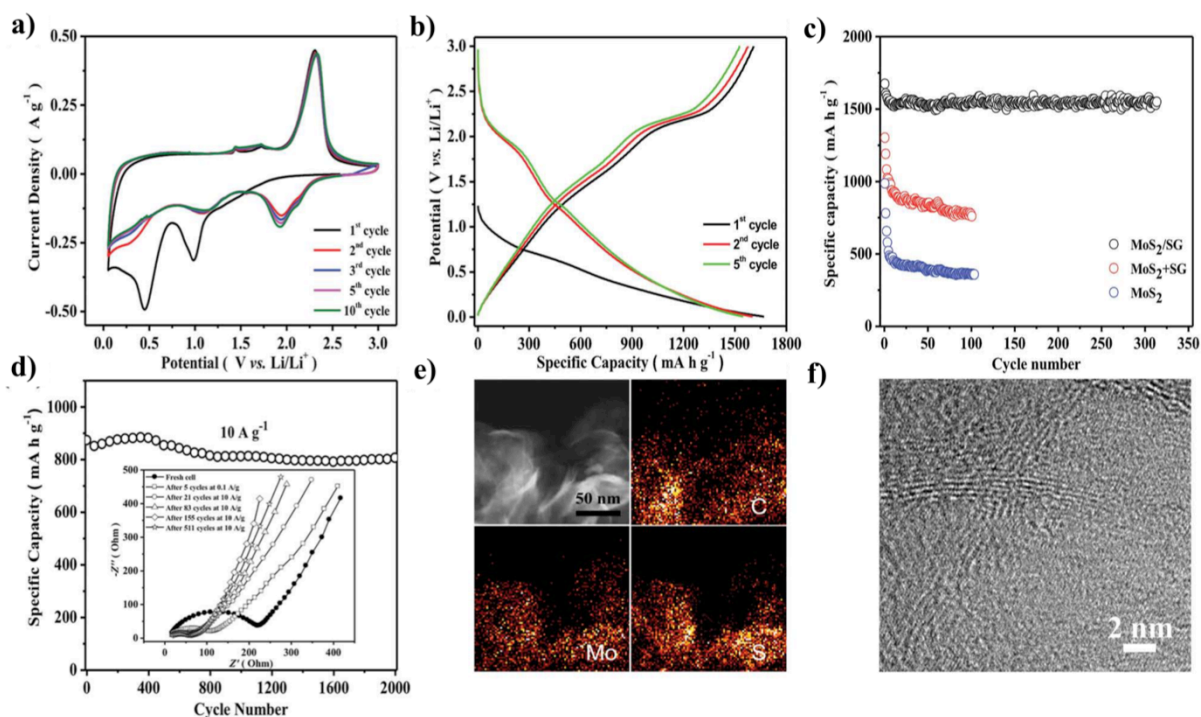 a)
0.50
0.25
0.00
-0.25
-0.50
Current Density ( A g⁻¹ )
1ˢᵗ cycle
2ⁿᵈ cycle
3ʳᵈ cycle
5ᵗʰ cycle
10ᵗʰ cycle
0.0 0.5 1.0 1.5 2.0 2.5 3.0
Potential ( V vs. Li/Li⁺ )
b)
3.0
2.5
2.0
1.5
1.0
0.5
0.0
Potential ( V vs. Li/Li⁺ )
1ˢᵗ cycle
2ⁿᵈ cycle
5ᵗʰ cycle
0 300 600 900 1200 1500 1800
Specific Capacity ( mA h g⁻¹ )
c)
2000
1500
1000
500
0
Specific capacity ( mA h g⁻¹ )
MoS₂/SG
MoS₂+SG
MoS₂
0 50 100 150 200 250 300
Cycle number
d)
1000
800
600
400
200
0
Specific Capacity ( mA h g⁻¹ )
10 A g⁻¹
500
400
300
200
100
0
-Z'' ( Ohm )
Fresh cell
After 5 cycles at 0.1 A/g
After 21 cycles at 10 A/g
After 83 cycles at 10 A/g
After 155 cycles at 10 A/g
After 511 cycles at 10 A/g
0 100 200 300 400
Z' ( Ohm )
0 400 800 1200 1600 2000
Cycle Number
e)
50 nm
C
Mo
S
f)
2 nm